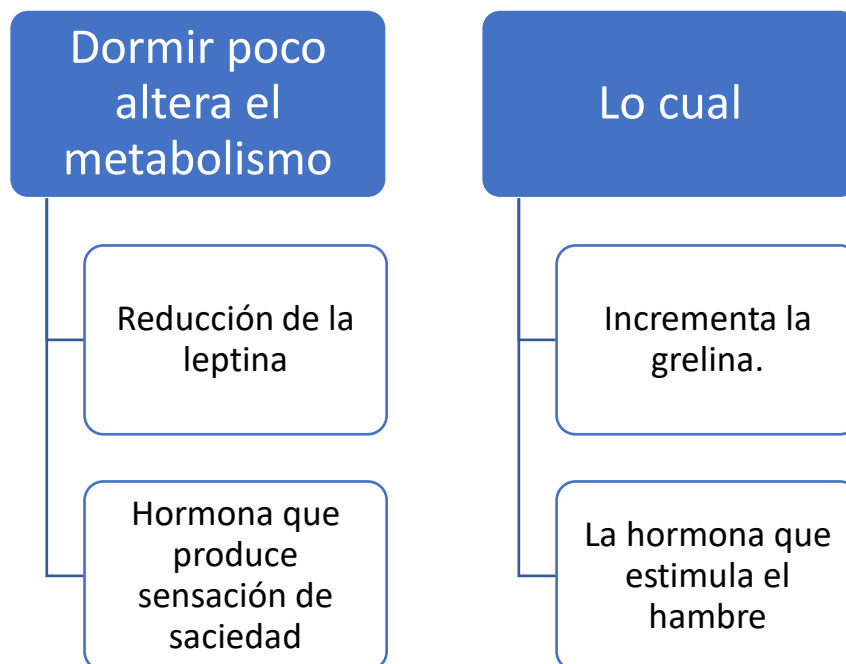 Dormir poco
altera el
metabolismo
Reducción de la
leptina
Hormona que
produce
sensación de
saciedad
Lo cual
Incrementa la
grelina.
La hormona que
estimula el
hambre